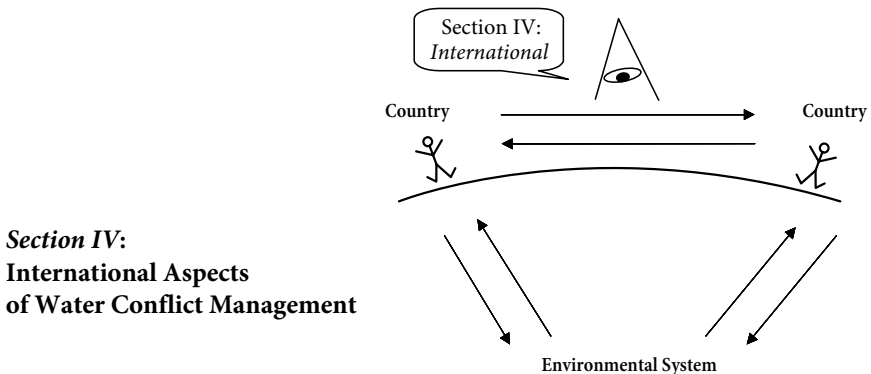 Section IV:
International
Country
Country
Section IV:
International Aspects
of Water Conflict Management
Environmental System